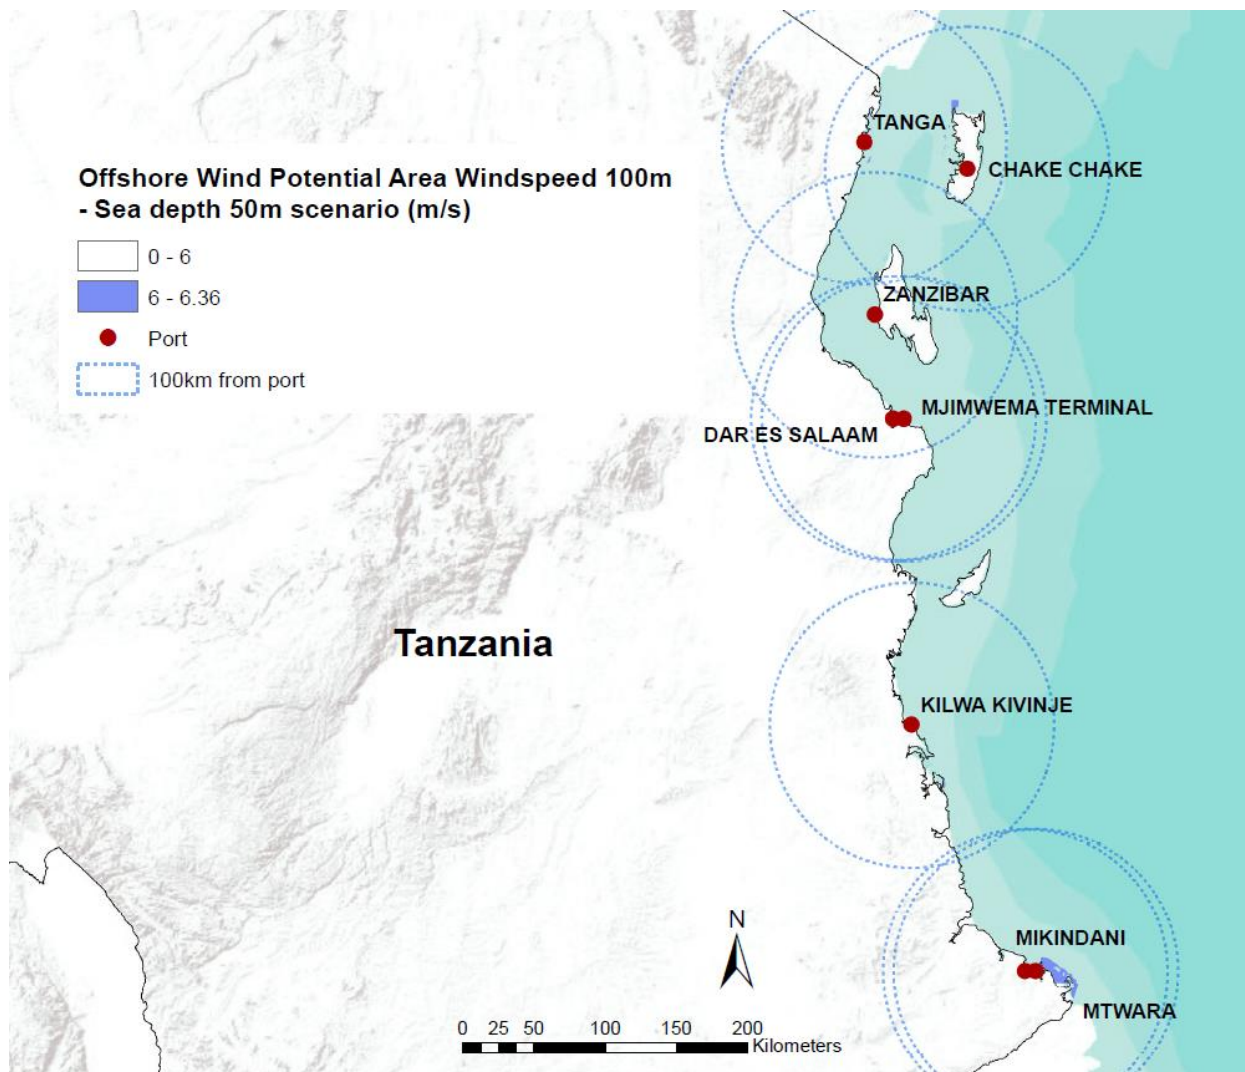 Offshore Wind Potential Area Windspeed 100m
- Sea depth 50m scenario (m/s)
0 - 6
6 - 6.36
Port
100km from port
TANGA
CHAKE CHAKE
ZANZIBAR
MJIMWEMA TERMINAL
DAR ES SALAAM
Tanzania
KILWA KIVINJE
N
MIKINDANI
MTWARA
0 25 50 100 150 200
Kilometers